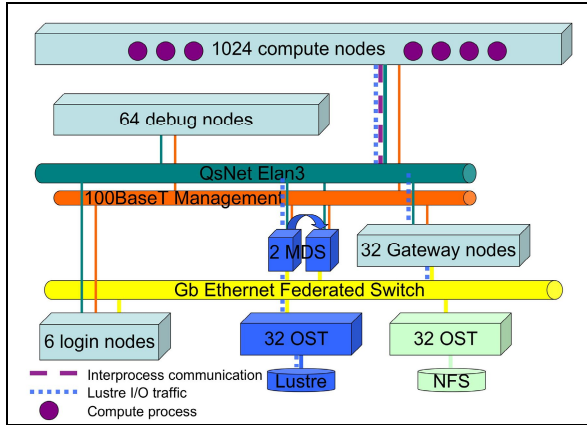 1024 compute nodes
64 debug nodes
QsNet Elan3
100BaseT Management
2 MDS
32 Gateway nodes
Gb Ethernet Federated Switch
6 login nodes
32 OST
32 OST
Lustre
NFS
Interprocess communication
Lustre I/O traffic
Compute process